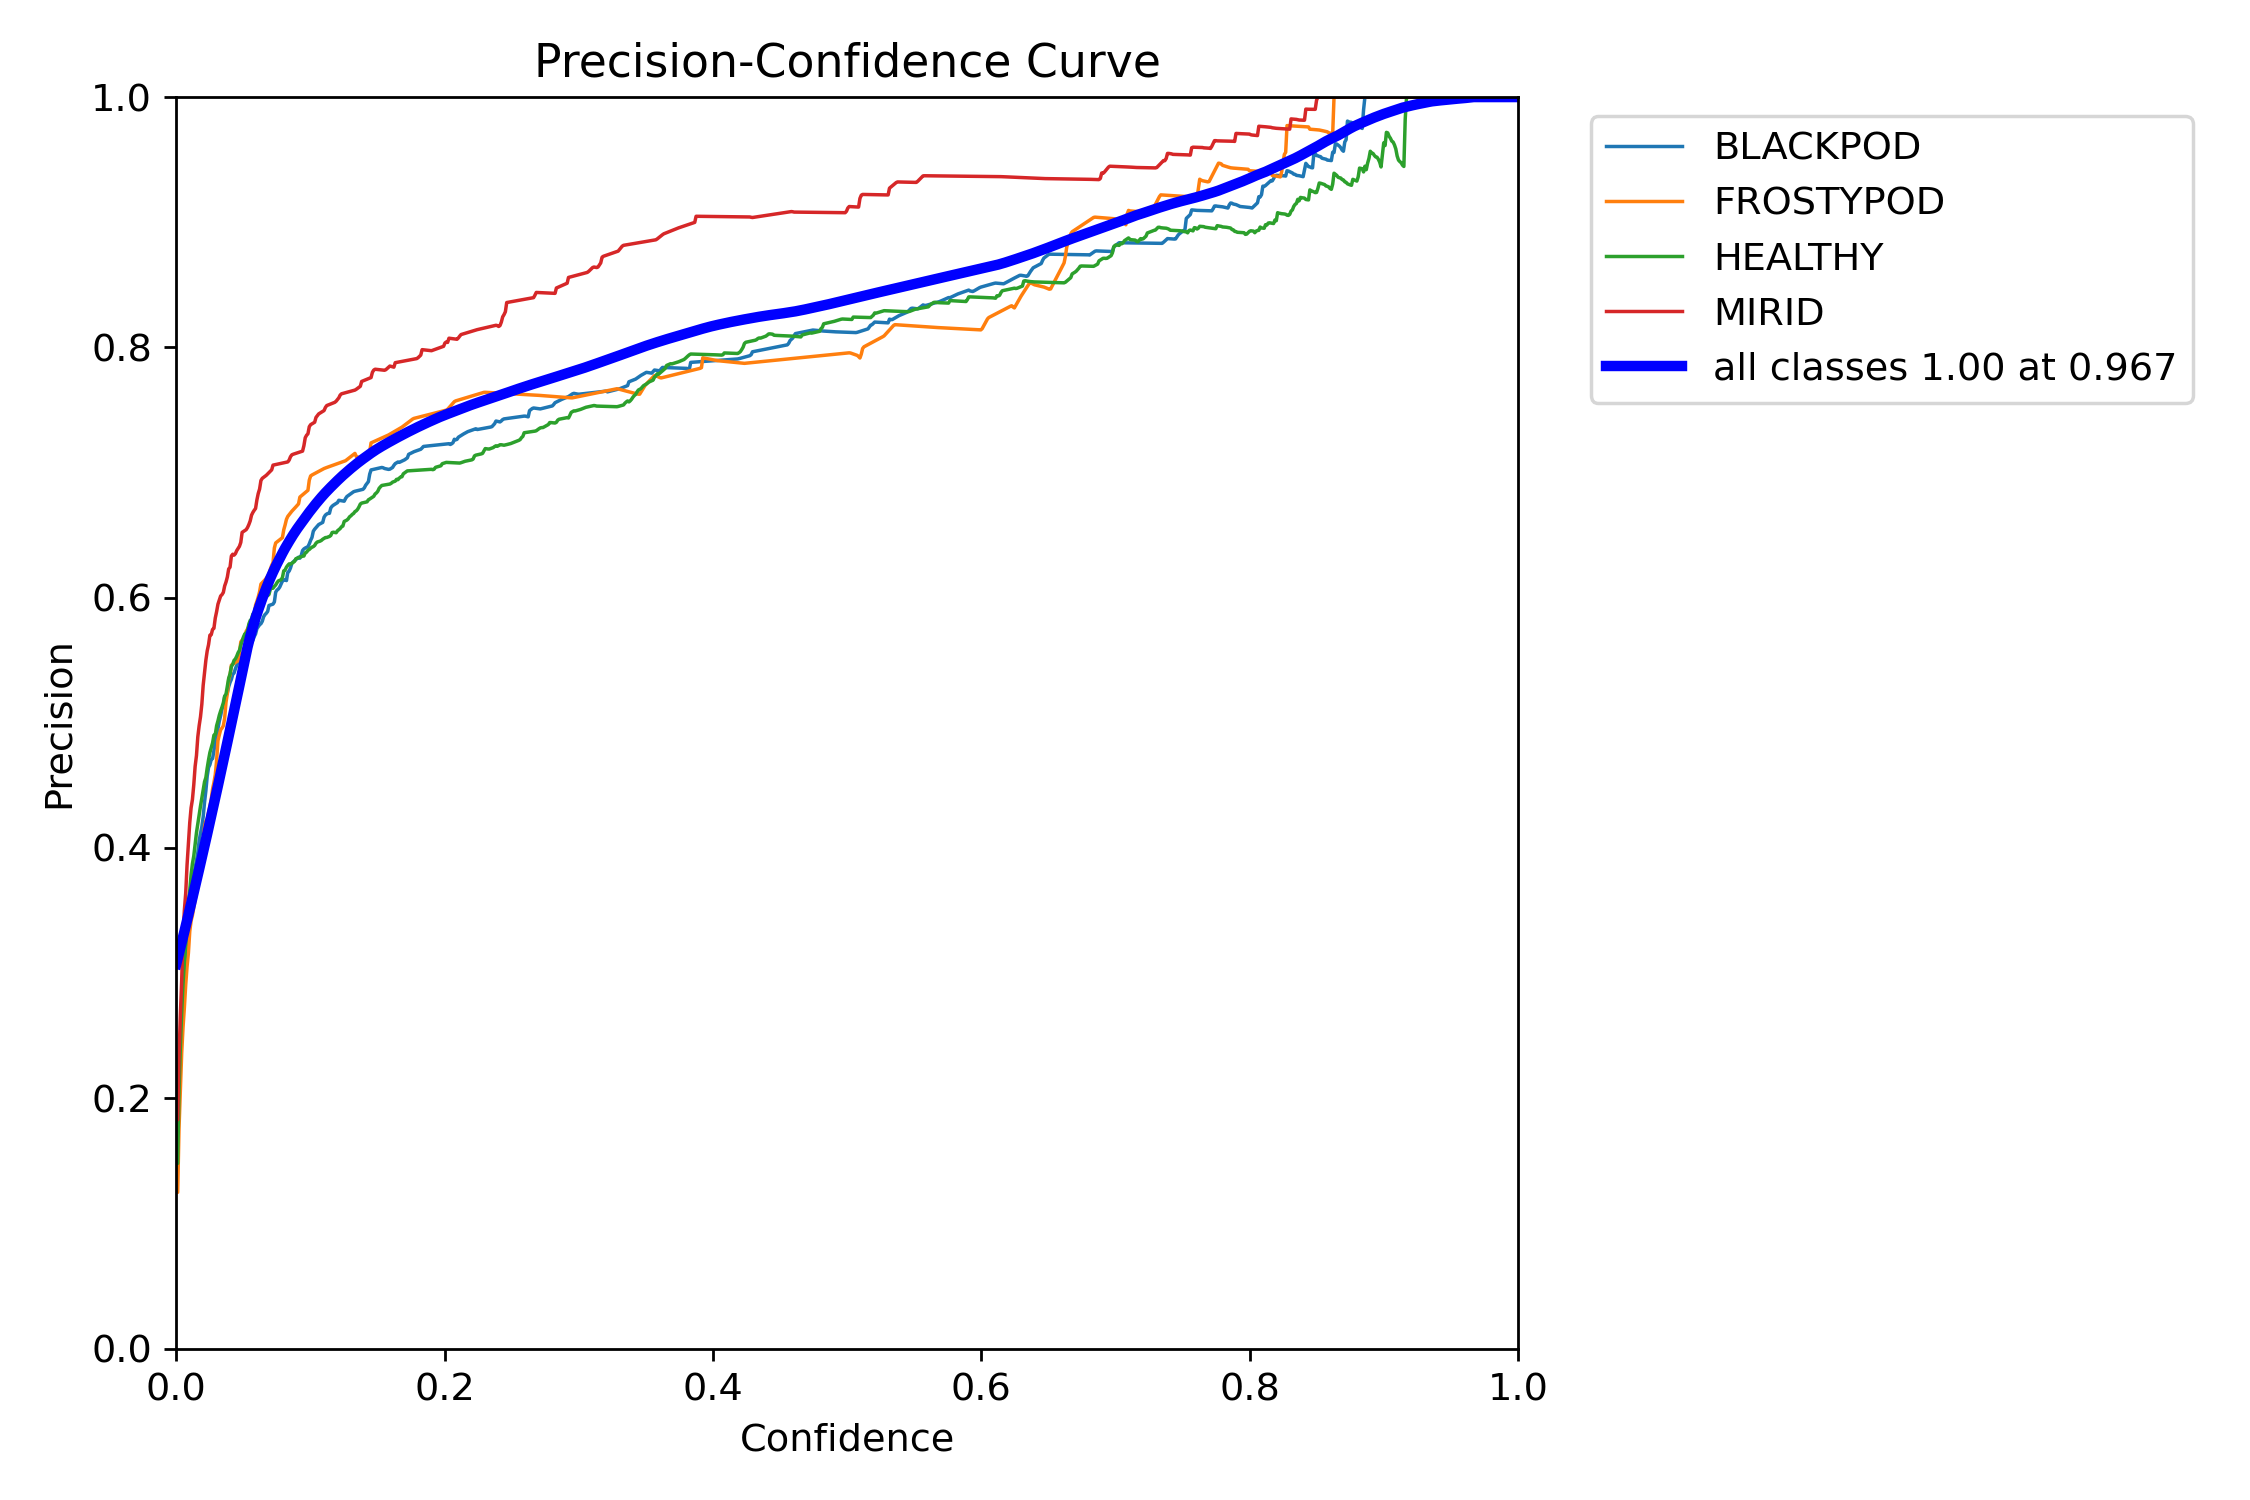 Precision-Confidence Curve
1.0
0.8
0.6
0.4
0.2
0.0
Precision
0.0 0.2 0.4 0.6 0.8 1.0
Confidence
BLACKPOD
FROSTYPOD
HEALTHY
MIRID
all classes 1.00 at 0.967